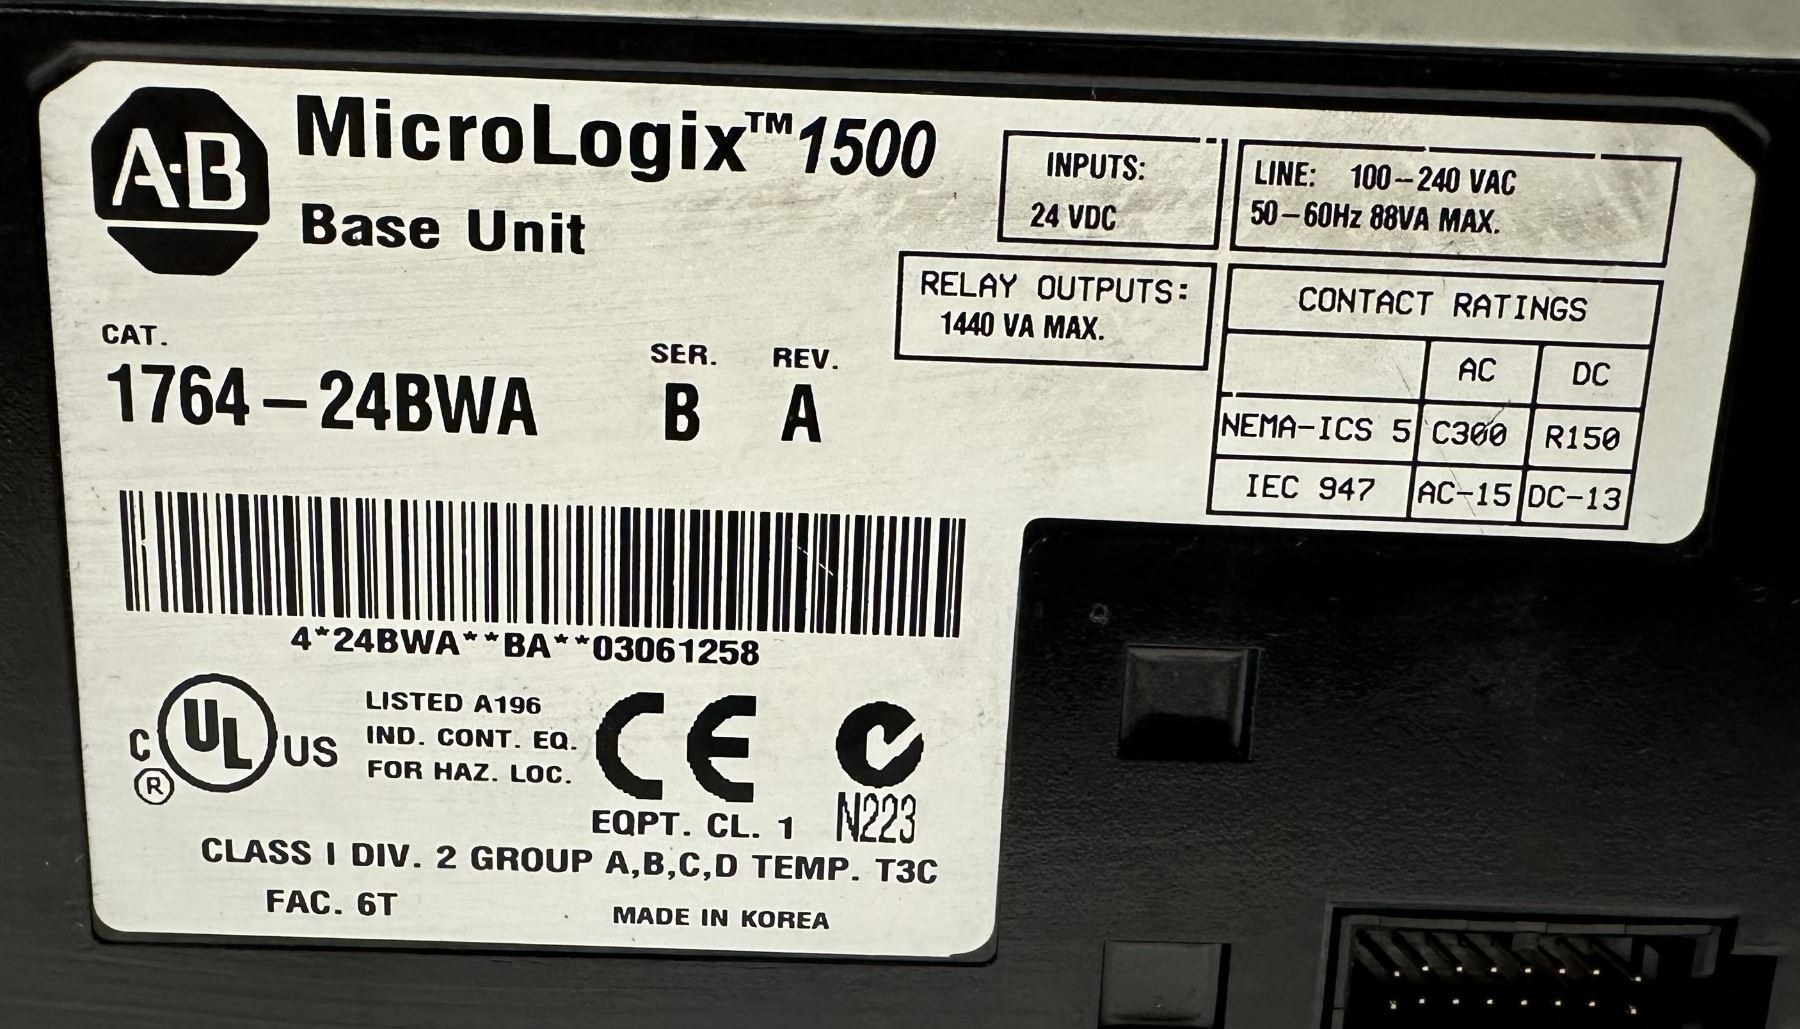 A-B
MicroLogix™ 1500
Base Unit
INPUTS:
24 VDC
LINE: 100-240 VAC
50-60Hz 88VA MAX.
RELAY OUTPUTS:
1440 VA MAX.
CONTACT RATINGS
AC DC
NEMA-ICS 5 C300 R150
IEC 947 AC-15 DC-13
CAT. SER. REV.
1764-24BWA B A
4*24BWA**BA**03061258
C UL US ®
LISTED A196
IND. CONT. EQ.
FOR HAZ. LOC.
CE
N223
EQPT. CL. 1
CLASS I DIV. 2 GROUP A,B,C,D TEMP. T3C
FAC. 6T
MADE IN KOREA